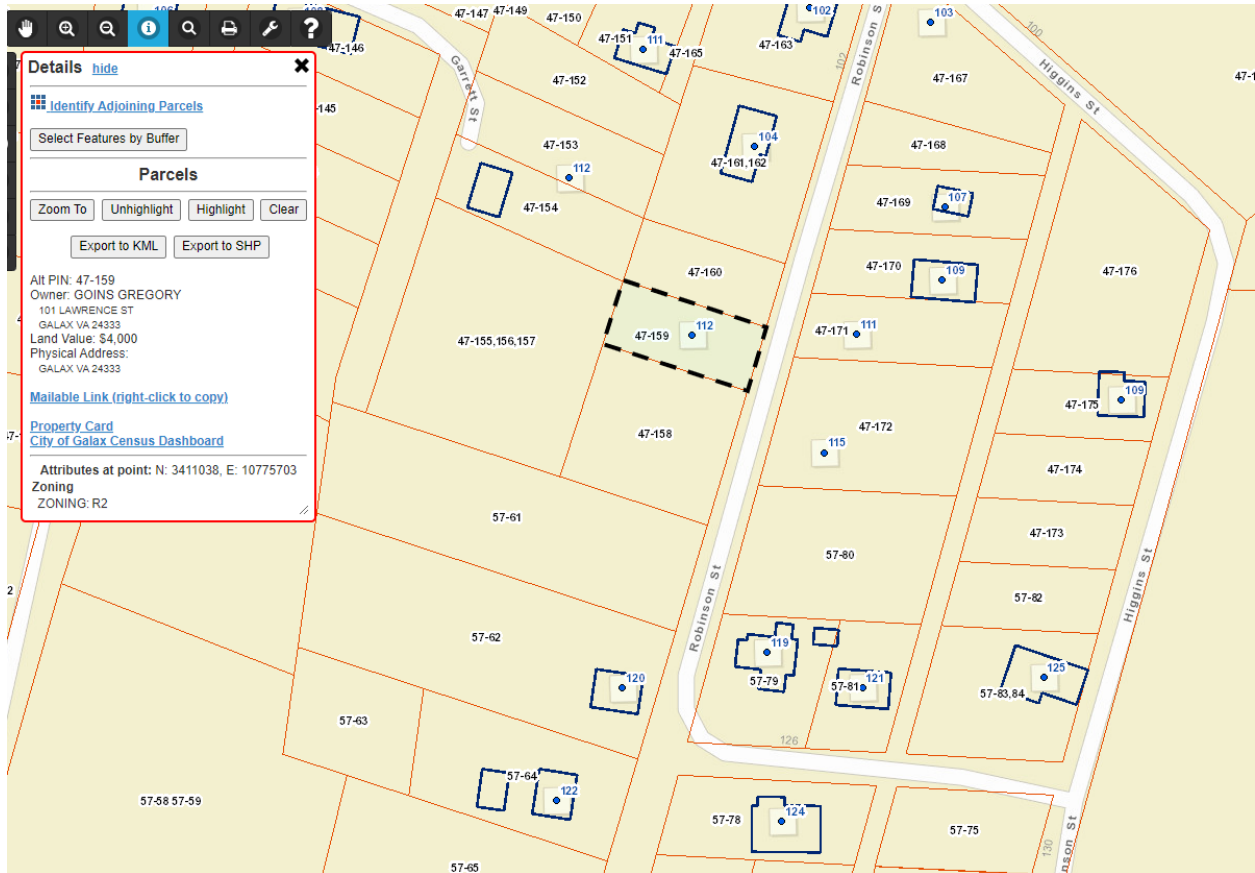 ?
Details hide
Identify Adjoining Parcels
Select Features by Buffer
Parcels
Zoom To Unhighlight Highlight Clear
Export to KML Export to SHP
Alt PIN: 47-159
Owner: GOINS GREGORY
101 LAWRENCE ST
GALAX VA 24333
Land Value: $4,000
Physical Address:
GALAX VA 24333
Mailable Link (right-click to copy)
Property Card
City of Galax Census Dashboard
Attributes at point: N: 3411038, E: 10775703
Zoning
ZONING: R2
47-147 47-149
47-150
102
103
100
47-146
47-151
111
47-165
47-163
102
Robinson St
Higgins St
47-152
47-167
Garrett St
-145
47-153
104
47-161,162
47-168
112
47-154
47-169
107
47-160
47-170
109
47-176
47-159
112
47-171
111
47-155,156,157
109
47-175
47-158
47-172
115
47-174
57-61
47-173
57-80
57-82
Robinson St
Higgins St
57-62
119
57-79
57-81
121
125
57-83,84
120
57-63
126
57-64
122
57-58 57-59
57-78
124
57-75
130
nson St
57-65